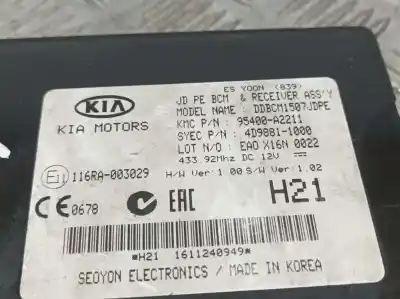 ES YOON (839)
JD PE BCM & RECEIVER ASS'Y
MODEL NAME : DDBCM1507JDPE
KMC P/N : 95400-A2211
SYEC P/N : 4D9881-1000
LOT N/O : EAO X16N 0022
433.92MHz DC 12V
KIA
KIA MOTORS
E11 116RA-003029
H/W Ver:1.00 S/W Ver:1.02
CE 0678
EAC
H21
*H21 1611240949*
SEOYON ELECTRONICS / MADE IN KOREA